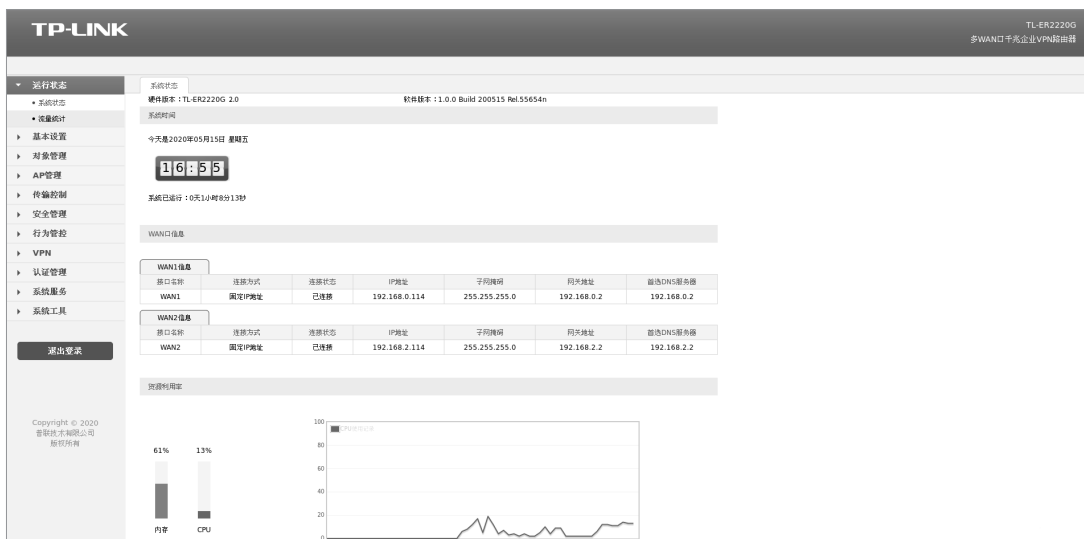 TP-LINK
TL-ER2220G
多WAN口千兆企业VPN路由器
运行状态
系统状态
流量统计
基本设置
对象管理
AP管理
传输控制
安全管理
行为管控
VPN
认证管理
系统服务
系统工具
退出登录
Copyright © 2020
普联技术有限公司
版权所有
系统状态
硬件版本：TL-ER2220G 2.0 软件版本：1.0.0 Build 200515 Rel.55654n
系统时间
今天是2020年05月15日 星期五
16:55
系统已运行：0天1小时8分13秒
WAN口信息
WAN1信息
接口名称 连接方式 连接状态 IP地址 子网掩码 网关地址 首选DNS服务器
WAN1 固定IP地址 已连接 192.168.0.114 255.255.255.0 192.168.0.2 192.168.0.2
WAN2信息
接口名称 连接方式 连接状态 IP地址 子网掩码 网关地址 首选DNS服务器
WAN2 固定IP地址 已连接 192.168.2.114 255.255.255.0 192.168.2.2 192.168.2.2
资源利用率
61% 13%
内存 CPU
100
80
60
40
20
0